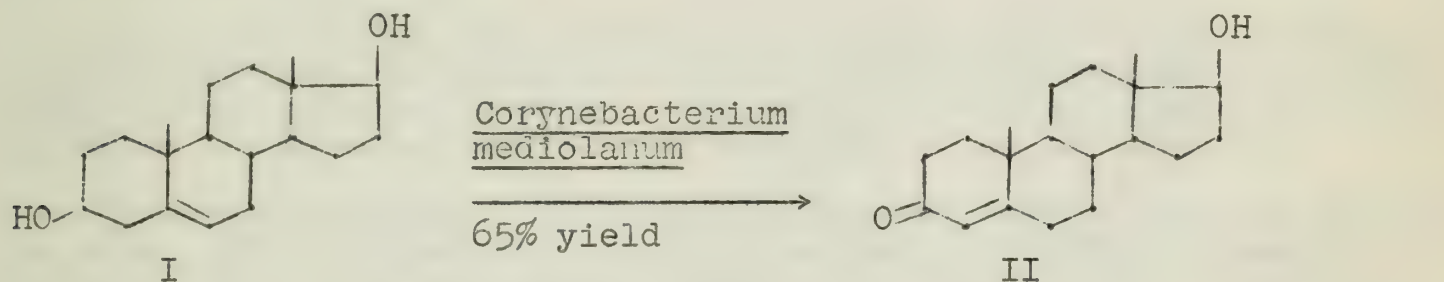 OH
OH
Corynebacterium
mediolanum
HO
O
65% yield
I
II